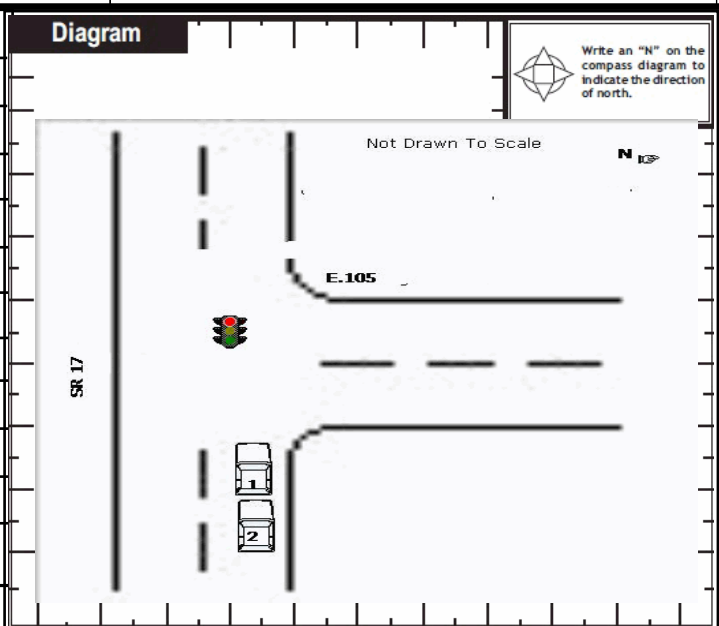 Diagram
Write an “N” on the
compass diagram to
indicate the direction
of north.
Not Drawn To Scale
N
E.105
SR 17
1
2